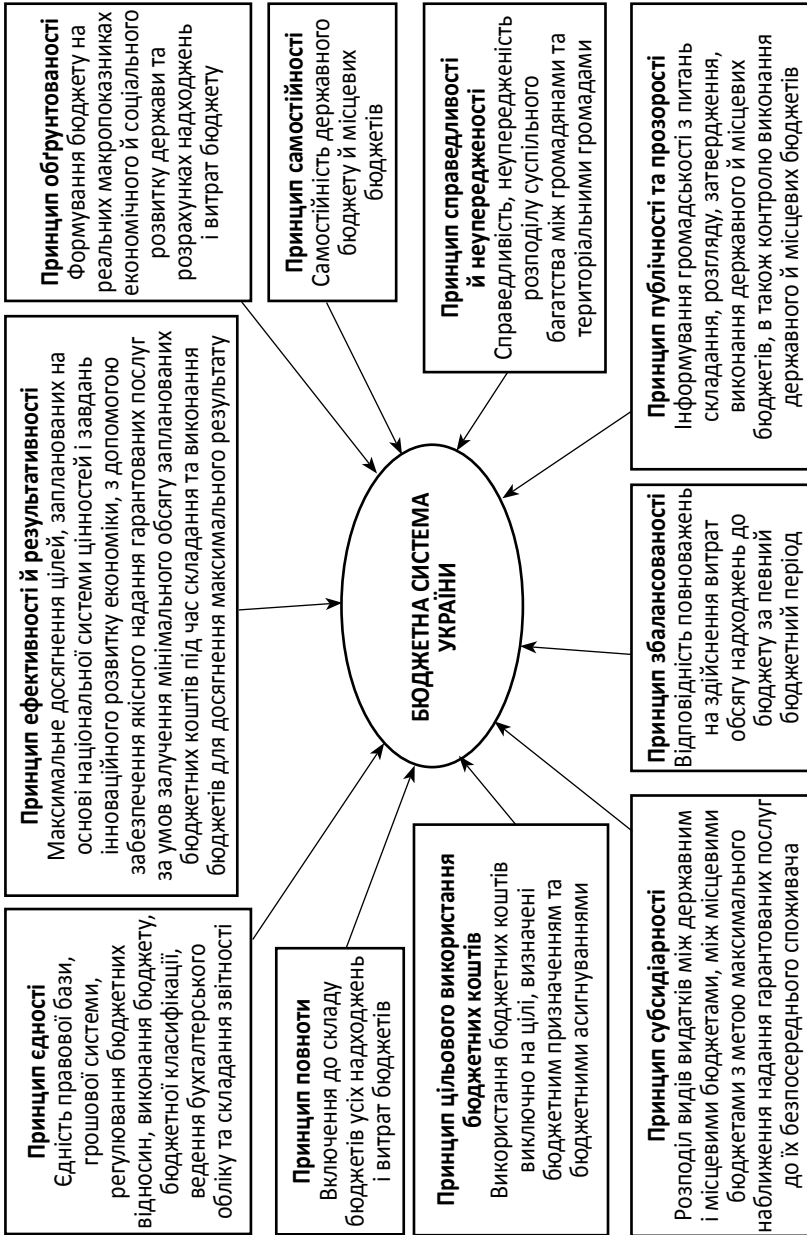 Принцип єдності
Єдність правової бази,
грошової системи,
регулювання бюджетних
відносин, виконання бюджету,
бюджетної класифікації,
ведення бухгалтерського
обліку та складання звітності
Принцип ефективності й результативності
Максимальне досягнення цілей, запланованих на
основі національної системи цінностей і завдань
інноваційного розвитку економіки, з допомогою
забезпечення якісного надання гарантованих послуг
за умов залучення мінімального обсягу запланованих
бюджетних коштів під час складання та виконання
бюджетів для досягнення максимального результату
Принцип обґрунтованості
Формування бюджету на
реальних макропоказниках
економічного й соціального
розвитку держави та
розрахунках надходжень
і витрат бюджету
Принцип повноти
Включення до складу
бюджетів усіх надходжень
і витрат бюджетів
БЮДЖЕТНА СИСТЕМА
УКРАЇНИ
Принцип самостійності
Самостійність державного
бюджету й місцевих
бюджетів
Принцип цільового використання
бюджетних коштів
Використання бюджетних коштів
виключно на цілі, визначені
бюджетним призначенням та
бюджетними асигнуваннями
Принцип справедливості
й неупередженості
Справедливість, неупередженість
розподілу суспільного
багатства між громадянами та
територіальними громадами
Принцип субсидіарності
Розподіл видів видатків між державним
і місцевими бюджетами, між місцевими
бюджетами з метою максимального
наближення надання гарантованих послуг
до їх безпосереднього споживача
Принцип збалансованості
Відповідність повноважень
на здійснення витрат
обсягу надходжень до
бюджету за певний
бюджетний період
Принцип публічності та прозорості
Інформування громадськості з питань
складання, розгляду, затвердження,
виконання державного й місцевих
бюджетів, в також контролю виконання
державного й місцевих бюджетів